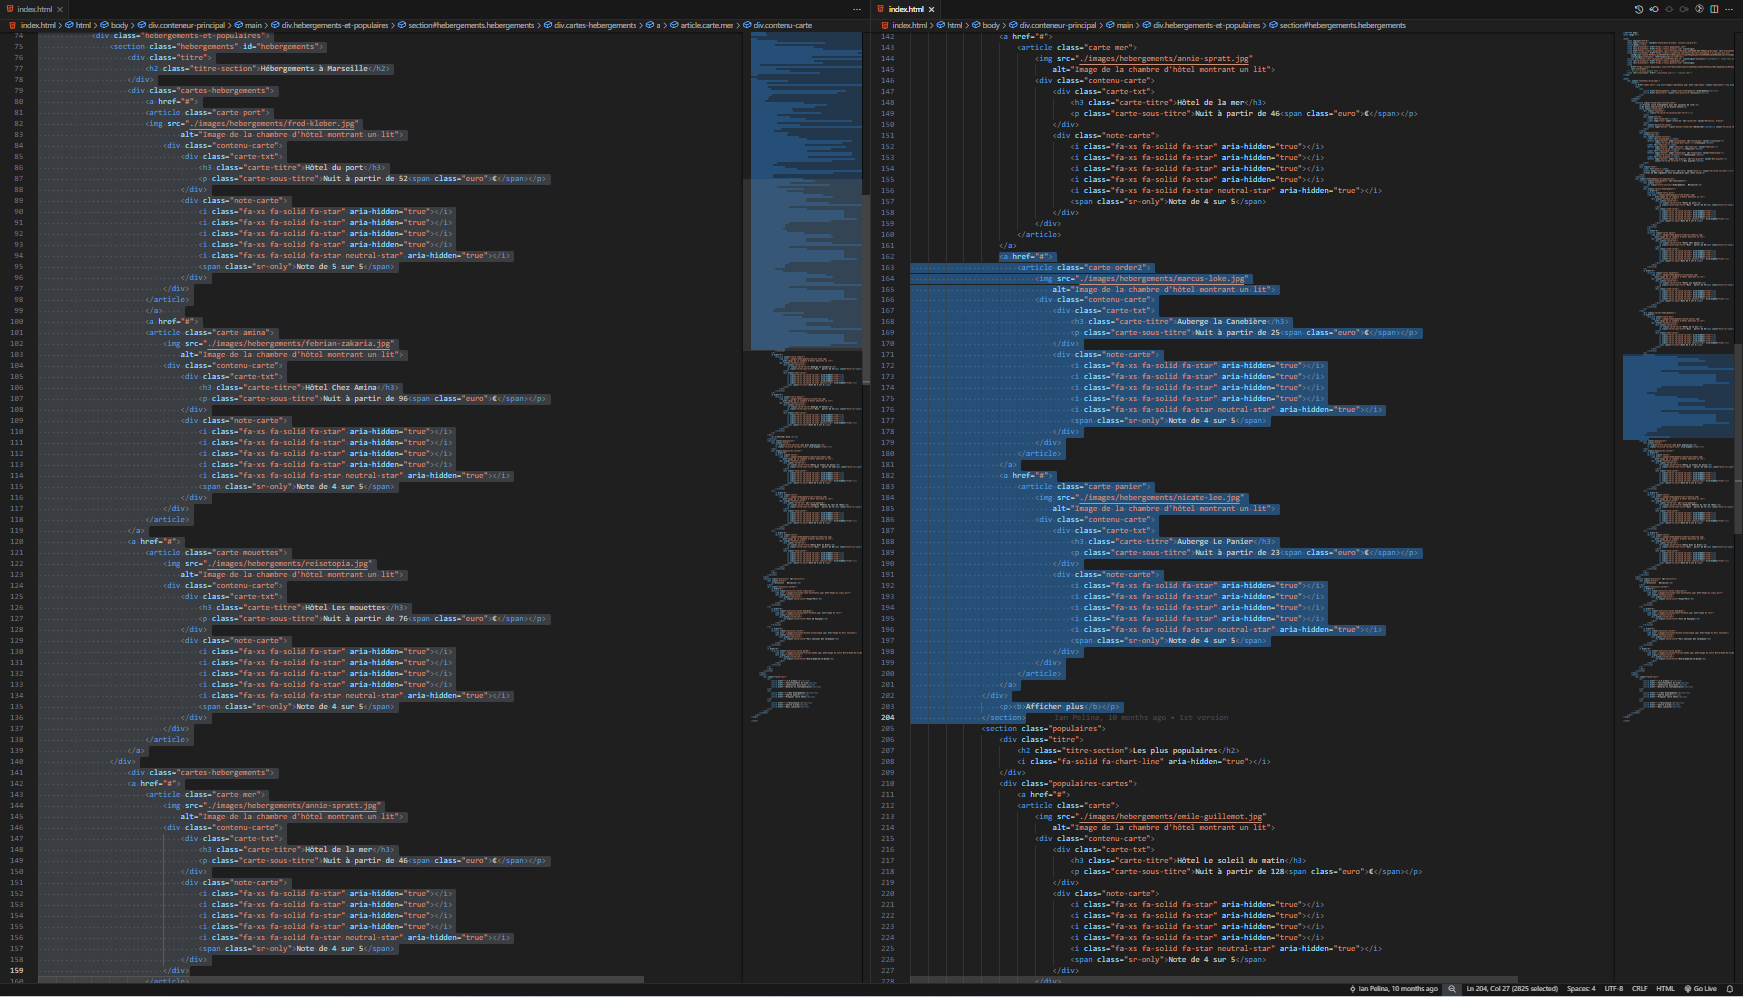 index.html
index.html > html > body > div.conteneur-principal > main > div.hebergements-et-populaires > section#hebergements.hebergements > div.cartes-hebergements > a > article.carte.mer > div.contenu-carte
74 <div class="hebergements-et-populaires">
75 <section class="hebergements" id="hebergements">
76 <div class="titre">
77 <h2 class="titre-section">Hébergements à Marseille</h2>
78 </div>
79 <div class="cartes-hebergements">
80 <a href="#">
81 <article class="carte port">
82 <img src="./images/hebergements/fred-kleber.jpg"
83 alt="Image de la chambre d'hôtel montrant un lit">
84 <div class="contenu-carte">
85 <div class="carte-txt">
86 <h3 class="carte-titre">Hôtel du port</h3>
87 <p class="carte-sous-titre">Nuit à partir de 52<span class="euro">€</span></p>
88 </div>
89 <div class="note-carte">
90 <i class="fa-xs fa-solid fa-star" aria-hidden="true"></i>
91 <i class="fa-xs fa-solid fa-star" aria-hidden="true"></i>
92 <i class="fa-xs fa-solid fa-star" aria-hidden="true"></i>
93 <i class="fa-xs fa-solid fa-star" aria-hidden="true"></i>
94 <i class="fa-xs fa-solid fa-star neutral-star" aria-hidden="true"></i>
95 <span class="sr-only">Note de 5 sur 5</span>
96 </div>
97 </div>
98 </article>
99 </a>
100 <a href="#">
101 <article class="carte amina">
102 <img src="./images/hebergements/febrian-zakaria.jpg"
103 alt="Image de la chambre d'hôtel montrant un lit">
104 <div class="contenu-carte">
105 <div class="carte-txt">
106 <h3 class="carte-titre">Hôtel Chez Amina</h3>
107 <p class="carte-sous-titre">Nuit à partir de 96<span class="euro">€</span></p>
108 </div>
109 <div class="note-carte">
110 <i class="fa-xs fa-solid fa-star" aria-hidden="true"></i>
111 <i class="fa-xs fa-solid fa-star" aria-hidden="true"></i>
112 <i class="fa-xs fa-solid fa-star" aria-hidden="true"></i>
113 <i class="fa-xs fa-solid fa-star" aria-hidden="true"></i>
114 <i class="fa-xs fa-solid fa-star neutral-star" aria-hidden="true"></i>
115 <span class="sr-only">Note de 4 sur 5</span>
116 </div>
117 </div>
118 </article>
119 </a>
120 <a href="#">
121 <article class="carte mouettes">
122 <img src="./images/hebergements/reisetopia.jpg"
123 alt="Image de la chambre d'hôtel montrant un lit">
124 <div class="contenu-carte">
125 <div class="carte-txt">
126 <h3 class="carte-titre">Hôtel Les mouettes</h3>
127 <p class="carte-sous-titre">Nuit à partir de 76<span class="euro">€</span></p>
128 </div>
129 <div class="note-carte">
130 <i class="fa-xs fa-solid fa-star" aria-hidden="true"></i>
131 <i class="fa-xs fa-solid fa-star" aria-hidden="true"></i>
132 <i class="fa-xs fa-solid fa-star" aria-hidden="true"></i>
133 <i class="fa-xs fa-solid fa-star" aria-hidden="true"></i>
134 <i class="fa-xs fa-solid fa-star neutral-star" aria-hidden="true"></i>
135 <span class="sr-only">Note de 4 sur 5</span>
136 </div>
137 </div>
138 </article>
139 </a>
140 </div>
141 <div class="cartes-hebergements">
142 <a href="#">
143 <article class="carte mer">
144 <img src="./images/hebergements/annie-spratt.jpg"
145 alt="Image de la chambre d'hôtel montrant un lit">
146 <div class="contenu-carte">
147 <div class="carte-txt">
148 <h3 class="carte-titre">Hôtel de la mer</h3>
149 <p class="carte-sous-titre">Nuit à partir de 46<span class="euro">€</span></p>
150 </div>
151 <div class="note-carte">
152 <i class="fa-xs fa-solid fa-star" aria-hidden="true"></i>
153 <i class="fa-xs fa-solid fa-star" aria-hidden="true"></i>
154 <i class="fa-xs fa-solid fa-star" aria-hidden="true"></i>
155 <i class="fa-xs fa-solid fa-star" aria-hidden="true"></i>
156 <i class="fa-xs fa-solid fa-star neutral-star" aria-hidden="true"></i>
157 <span class="sr-only">Note de 4 sur 5</span>
158 </div>
159 </div>
160 </article>
index.html
index.html > html > body > div.conteneur-principal > main > div.hebergements-et-populaires > section#hebergements.hebergements
142 <a href="#">
143 <article class="carte mer">
144 <img src="./images/hebergements/annie-spratt.jpg"
145 alt="Image de la chambre d'hôtel montrant un lit">
146 <div class="contenu-carte">
147 <div class="carte-txt">
148 <h3 class="carte-titre">Hôtel de la mer</h3>
149 <p class="carte-sous-titre">Nuit à partir de 46<span class="euro">€</span></p>
150 </div>
151 <div class="note-carte">
152 <i class="fa-xs fa-solid fa-star" aria-hidden="true"></i>
153 <i class="fa-xs fa-solid fa-star" aria-hidden="true"></i>
154 <i class="fa-xs fa-solid fa-star" aria-hidden="true"></i>
155 <i class="fa-xs fa-solid fa-star" aria-hidden="true"></i>
156 <i class="fa-xs fa-solid fa-star neutral-star" aria-hidden="true"></i>
157 <span class="sr-only">Note de 4 sur 5</span>
158 </div>
159 </div>
160 </article>
161 </a>
162 <a href="#">
163 <article class="carte order2">
164 <img src="./images/hebergements/marcus-loke.jpg"
165 alt="Image de la chambre d'hôtel montrant un lit">
166 <div class="contenu-carte">
167 <div class="carte-txt">
168 <h3 class="carte-titre">Auberge la Canebière</h3>
169 <p class="carte-sous-titre">Nuit à partir de 25<span class="euro">€</span></p>
170 </div>
171 <div class="note-carte">
172 <i class="fa-xs fa-solid fa-star" aria-hidden="true"></i>
173 <i class="fa-xs fa-solid fa-star" aria-hidden="true"></i>
174 <i class="fa-xs fa-solid fa-star" aria-hidden="true"></i>
175 <i class="fa-xs fa-solid fa-star" aria-hidden="true"></i>
176 <i class="fa-xs fa-solid fa-star neutral-star" aria-hidden="true"></i>
177 <span class="sr-only">Note de 4 sur 5</span>
178 </div>
179 </div>
180 </article>
181 </a>
182 <a href="#">
183 <article class="carte panier">
184 <img src="./images/hebergements/nicate-lee.jpg"
185 alt="Image de la chambre d'hôtel montrant un lit">
186 <div class="contenu-carte">
187 <div class="carte-txt">
188 <h3 class="carte-titre">Auberge Le Panier</h3>
189 <p class="carte-sous-titre">Nuit à partir de 23<span class="euro">€</span></p>
190 </div>
191 <div class="note-carte">
192 <i class="fa-xs fa-solid fa-star" aria-hidden="true"></i>
193 <i class="fa-xs fa-solid fa-star" aria-hidden="true"></i>
194 <i class="fa-xs fa-solid fa-star" aria-hidden="true"></i>
195 <i class="fa-xs fa-solid fa-star" aria-hidden="true"></i>
196 <i class="fa-xs fa-solid fa-star neutral-star" aria-hidden="true"></i>
197 <span class="sr-only">Note de 4 sur 5</span>
198 </div>
199 </div>
200 </article>
201 </a>
202 </div>
203 <p><b>Afficher plus</b></p>
204 </section> Ian Pelina, 10 months ago • 1st version
205 <section class="populaires">
206 <div class="titre">
207 <h2 class="titre-section">Les plus populaires</h2>
208 <i class="fa-solid fa-chart-line" aria-hidden="true"></i>
209 </div>
210 <div class="populaires-cartes">
211 <a href="#">
212 <article class="carte">
213 <img src="./images/hebergements/emile-guillemot.jpg"
214 alt="Image de la chambre d'hôtel montrant un lit">
215 <div class="contenu-carte">
216 <div class="carte-txt">
217 <h3 class="carte-titre">Hôtel Le soleil du matin</h3>
218 <p class="carte-sous-titre">Nuit à partir de 128<span class="euro">€</span></p>
219 </div>
220 <div class="note-carte">
221 <i class="fa-xs fa-solid fa-star" aria-hidden="true"></i>
222 <i class="fa-xs fa-solid fa-star" aria-hidden="true"></i>
223 <i class="fa-xs fa-solid fa-star" aria-hidden="true"></i>
224 <i class="fa-xs fa-solid fa-star" aria-hidden="true"></i>
225 <i class="fa-xs fa-solid fa-star neutral-star" aria-hidden="true"></i>
226 <span class="sr-only">Note de 4 sur 5</span>
227 </div>
228 </div>
Ian Pelina, 10 months ago Ln 204, Col 27 (2825 selected) Spaces: 4 UTF-8 CRLF HTML Go Live